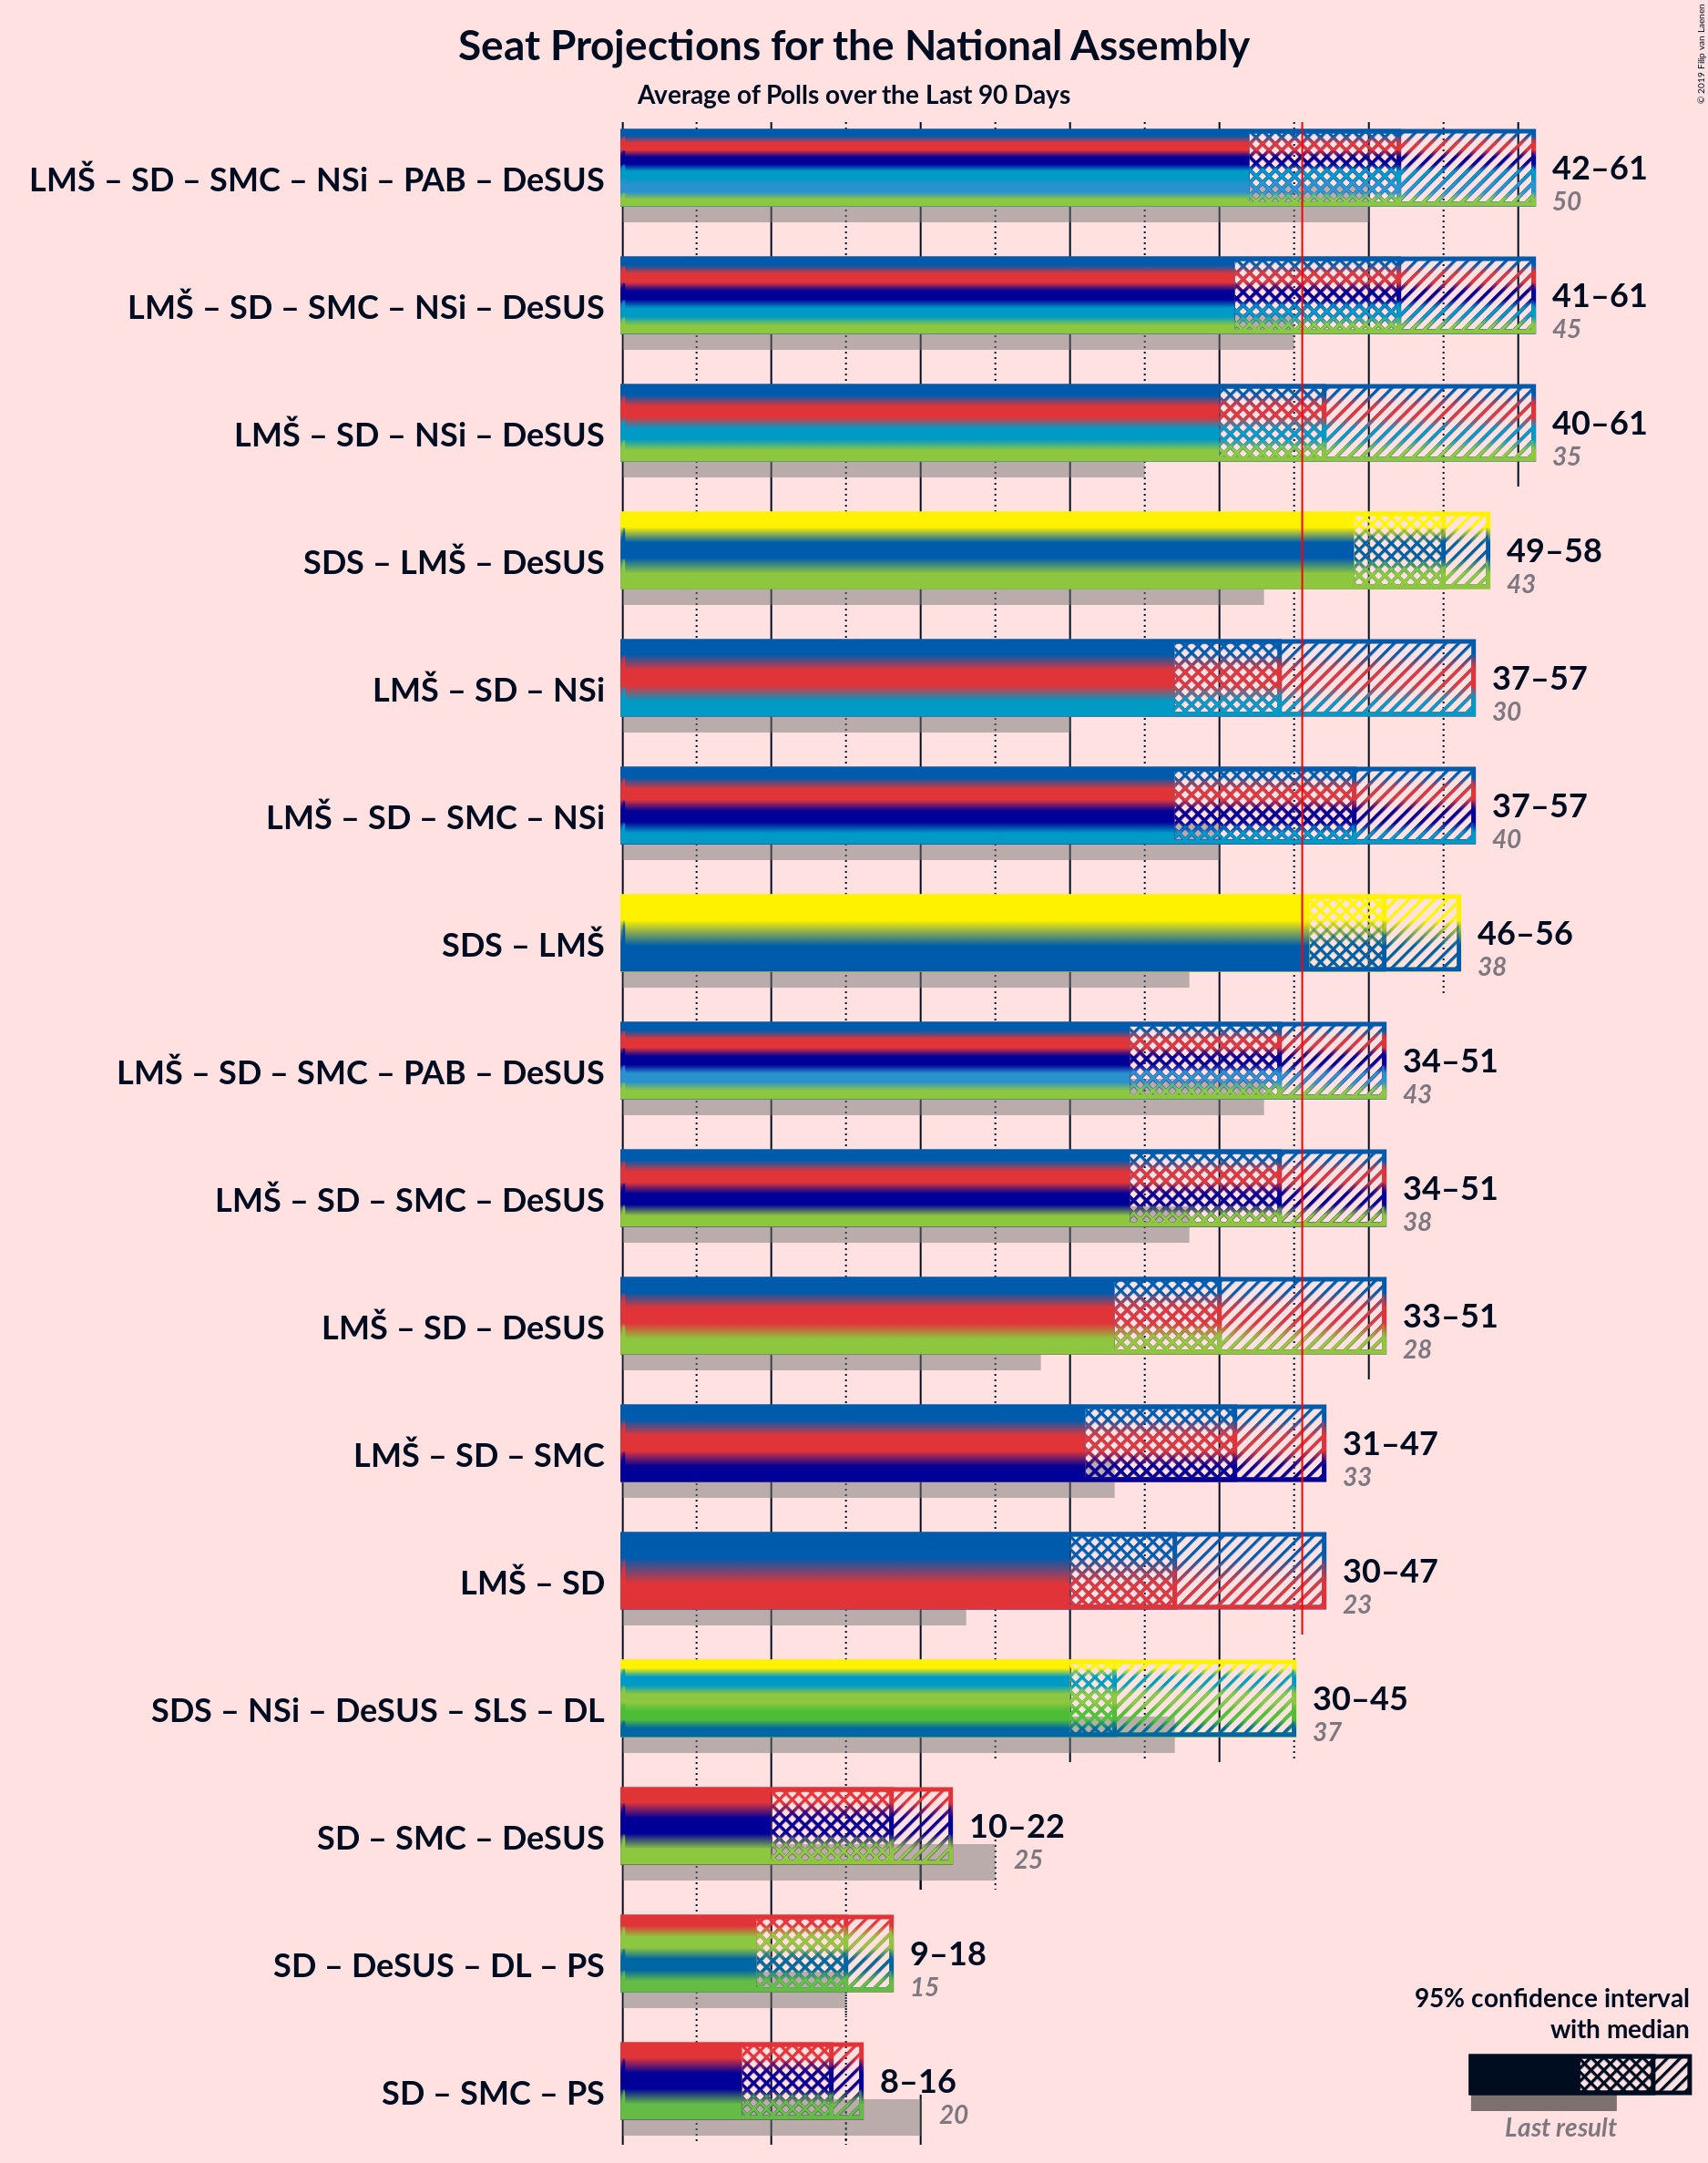 Seat Projections for the National Assembly
Average of Polls over the Last 90 Days
© 2019 Filip van Laenen
LMŠ – SD – SMC – NSi – PAB – DeSUS
42–61
50
LMŠ – SD – SMC – NSi – DeSUS
41–61
45
LMŠ – SD – NSi – DeSUS
40–61
35
SDS – LMŠ – DeSUS
49–58
43
LMŠ – SD – NSi
37–57
30
LMŠ – SD – SMC – NSi
37–57
40
SDS – LMŠ
46–56
38
LMŠ – SD – SMC – PAB – DeSUS
34–51
43
LMŠ – SD – SMC – DeSUS
34–51
38
LMŠ – SD – DeSUS
33–51
28
LMŠ – SD – SMC
31–47
33
LMŠ – SD
30–47
23
SDS – NSi – DeSUS – SLS – DL
30–45
37
SD – SMC – DeSUS
10–22
25
SD – DeSUS – DL – PS
9–18
15
SD – SMC – PS
8–16
20
95% confidence interval
with median
Last result